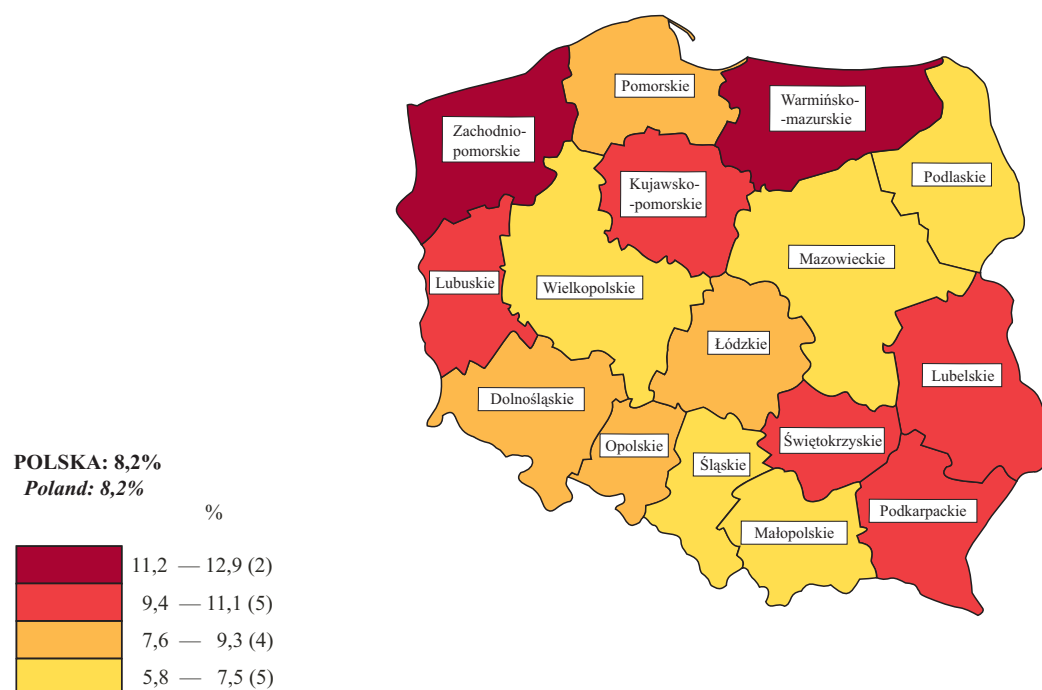 Pomorskie
Warmińsko-
-mazurskie
Zachodnio-
pomorskie
Podlaskie
Kujawsko-
-pomorskie
Mazowieckie
Lubuskie
Wielkopolskie
Łódzkie
Lubelskie
Dolnośląskie
Opolskie
Świętokrzyskie
Śląskie
Podkarpackie
Małopolskie
POLSKA: 8,2%
Poland: 8,2%
%
11,2 — 12,9 (2)
9,4 — 11,1 (5)
7,6 — 9,3 (4)
5,8 — 7,5 (5)